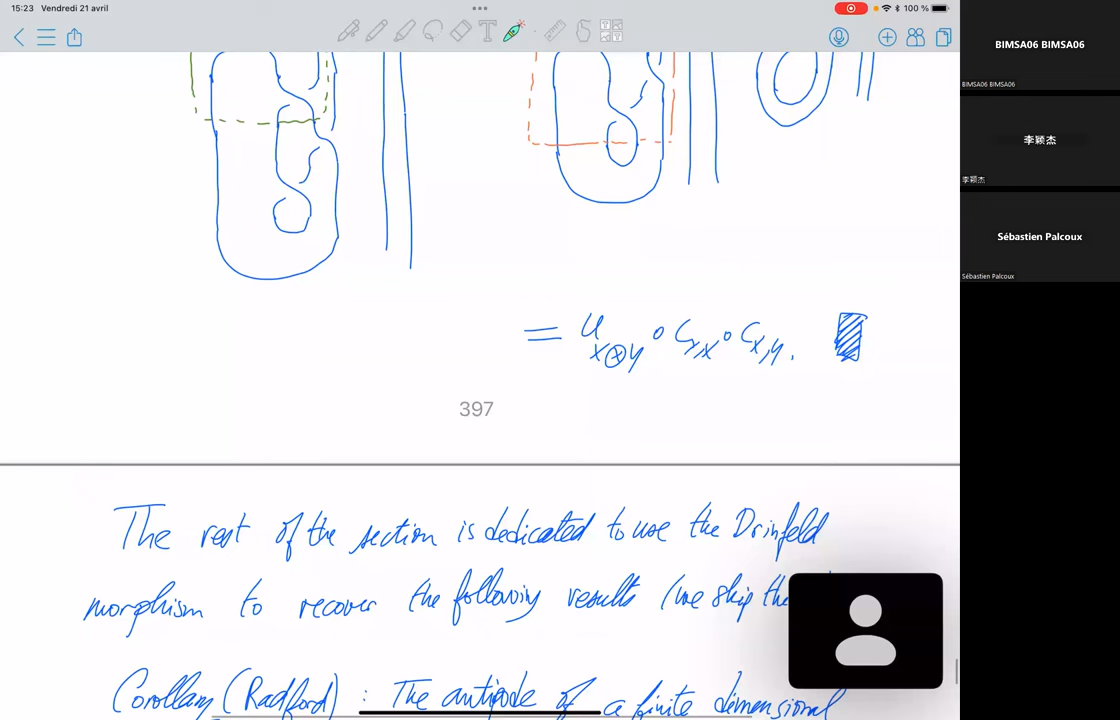 15:23 Vendredi 21 avril
100 %
BIMSA06 BIMSA06
BIMSA06 BIMSA06
李颖杰
李颖杰
Sébastien Palcoux
Sébastien Palcoux
= u_{x⊗y} ∘ c_{y,x} ∘ c_{x,y}.
397
The rest of the section is dedicated to use the Drinfeld
morphism to recover the following results (we skip the
Corollary (Radford) : The antipode of a finite dimensional